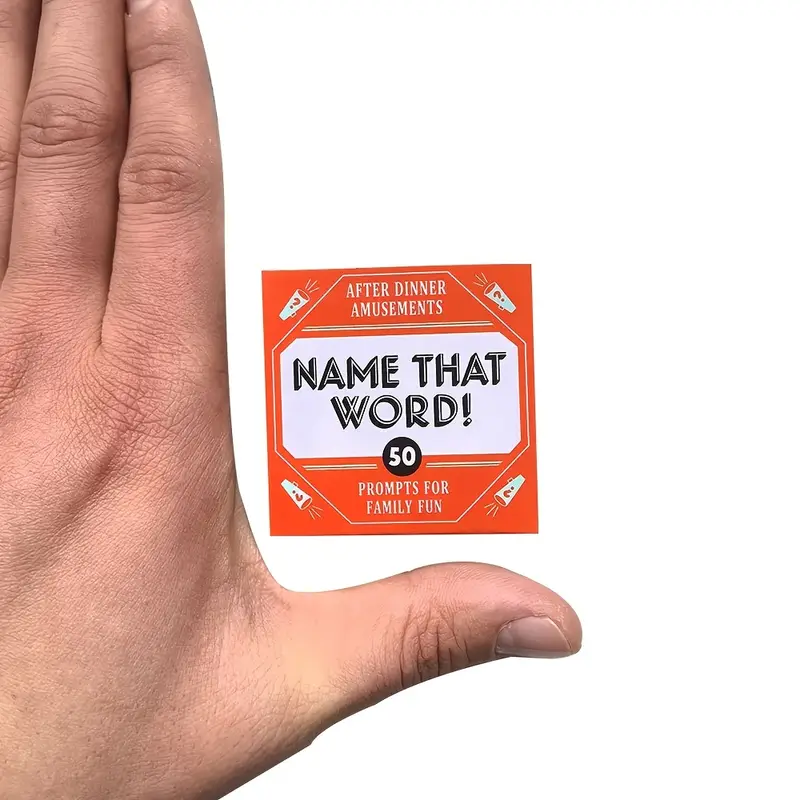 AFTER DINNER
AMUSEMENTS
NAME THAT
WORD!
50
PROMPTS FOR
FAMILY FUN